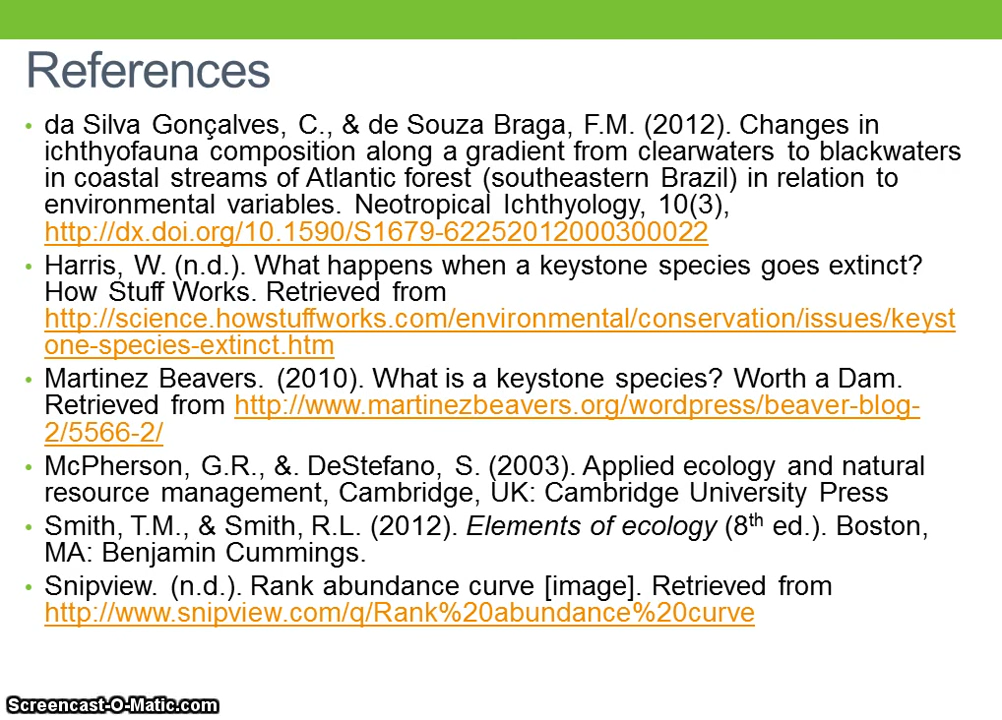 References
• da Silva Gonçalves, C., & de Souza Braga, F.M. (2012). Changes in
ichthyofauna composition along a gradient from clearwaters to blackwaters
in coastal streams of Atlantic forest (southeastern Brazil) in relation to
environmental variables. Neotropical Ichthyology, 10(3),
http://dx.doi.org/10.1590/S1679-62252012000300022
• Harris, W. (n.d.). What happens when a keystone species goes extinct?
How Stuff Works. Retrieved from
http://science.howstuffworks.com/environmental/conservation/issues/keyst
one-species-extinct.htm
• Martinez Beavers. (2010). What is a keystone species? Worth a Dam.
Retrieved from http://www.martinezbeavers.org/wordpress/beaver-blog-
2/5566-2/
• McPherson, G.R., &. DeStefano, S. (2003). Applied ecology and natural
resource management, Cambridge, UK: Cambridge University Press
• Smith, T.M., & Smith, R.L. (2012). Elements of ecology (8th ed.). Boston,
MA: Benjamin Cummings.
• Snipview. (n.d.). Rank abundance curve [image]. Retrieved from
http://www.snipview.com/q/Rank%20abundance%20curve
Screencast-O-Matic.com